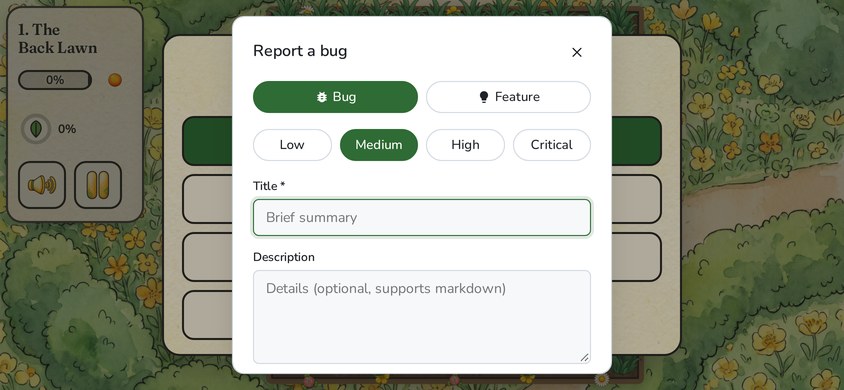 1. The
Back Lawn
0%
0%
Report a bug
Bug
Feature
Low
Medium
High
Critical
Title *
Brief summary
Description
Details (optional, supports markdown)